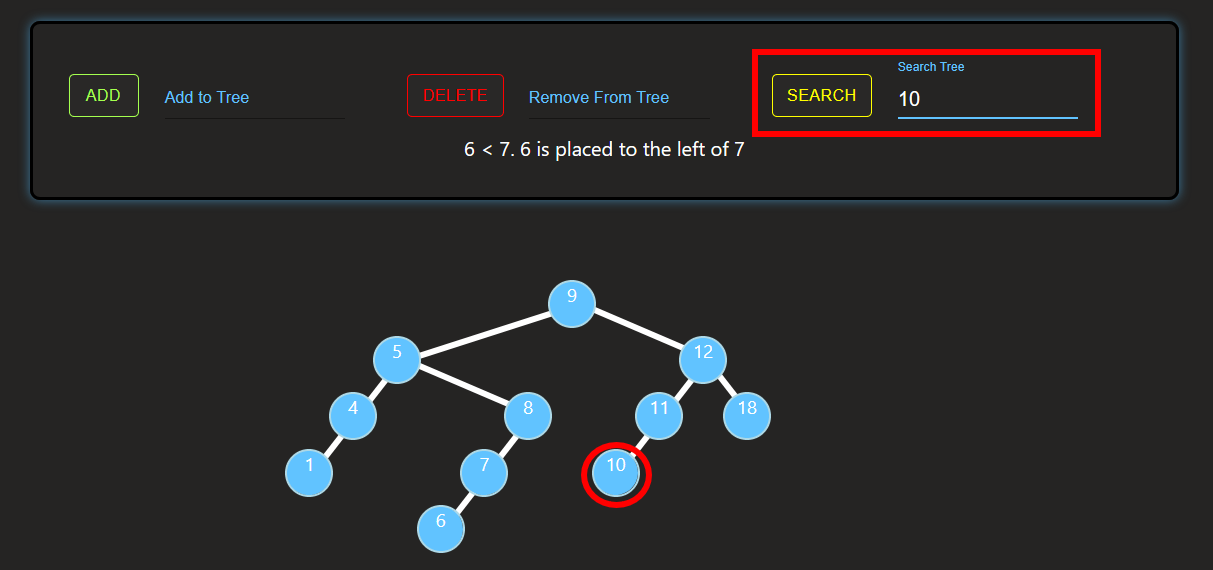 Search Tree
ADD
Add to Tree
DELETE
Remove From Tree
SEARCH
10
6 < 7. 6 is placed to the left of 7
9
5
12
4
8
11
18
1
7
10
6